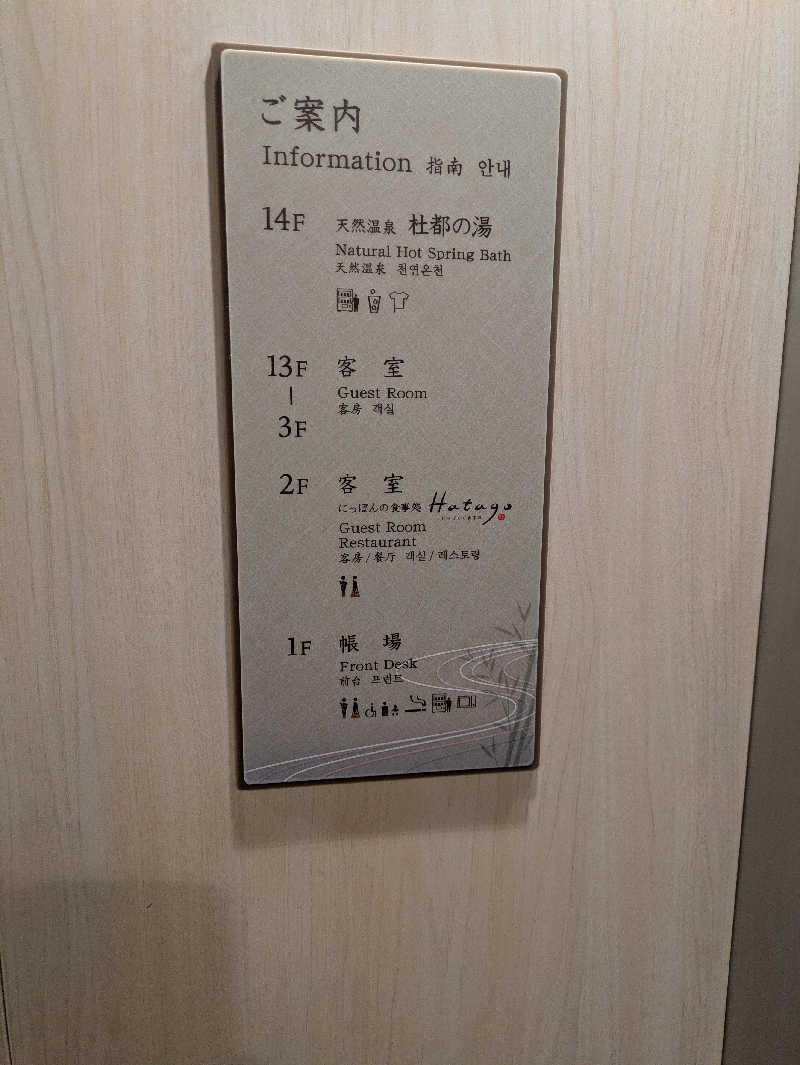 ご案内
Information 指南 안내
14F 天然温泉 杜都の湯
Natural Hot Spring Bath
天然温泉 천연온천
13F 客 室
| Guest Room
客房 객실
3F
2F 客 室
にっぽんの食事処 Hatago
Guest Room
Restaurant
客房/餐厅 객실/레스토랑
1F 帳 場
Front Desk
前台 프런트